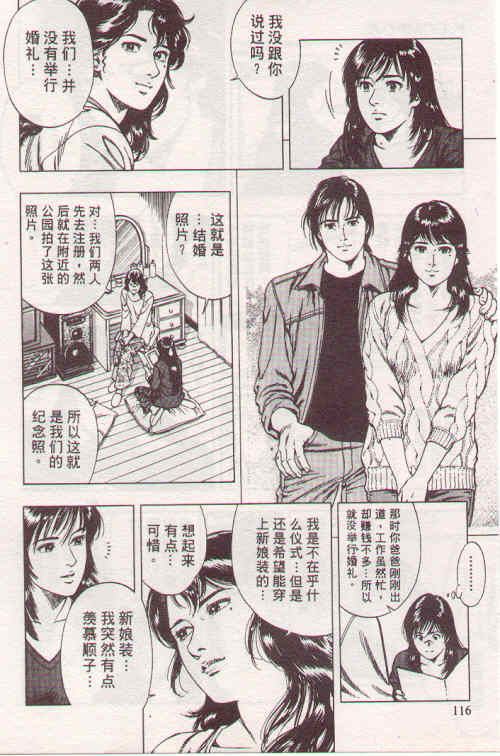 我没跟你
说过吗？
我们…并
没有举行
婚礼…
这就是
…结婚
照片？
对…我们两人
先去注册，然
后就在附近的
公园拍了这张
照片。
所以这就
是我们的
纪念照。
………
那时你爸爸刚刚出
道，工作虽然忙，
却赚钱不多…所以
就没举行婚礼。
我是不在乎什
么仪式…但是
还是希望能穿
上新娘装的…
想起来
有点…
可惜。
新娘装…
我突然有点
羡慕顺子…
116